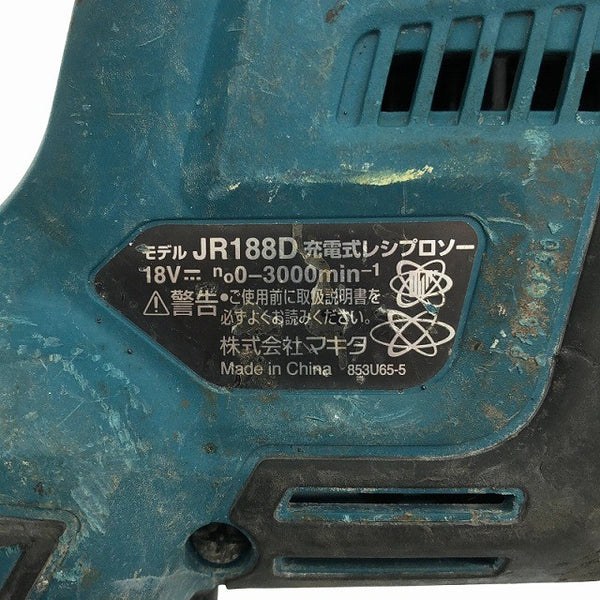 モデル JR188D 充電式レシプロソー
18V⎓ n₀0−3000min⁻¹
⚠警告 •ご使用前に取扱説明書を
必ずよくお読みください。
株式会社マキタ
Made in China 853U65-5